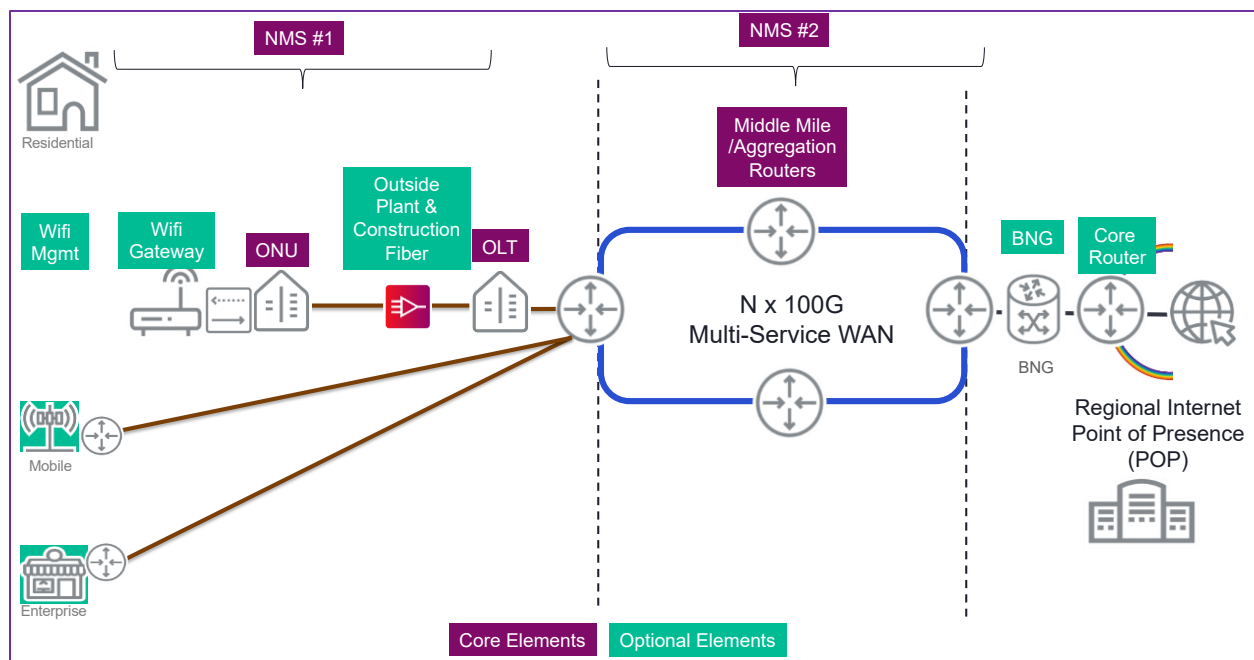 NMS #1
NMS #2
Residential
Middle Mile
/Aggregation
Routers
Wifi
Mgmt
Wifi
Gateway
ONU
Outside
Plant &
Construction
Fiber
OLT
BNG
Core
Router
N x 100G
Multi-Service WAN
BNG
Mobile
Regional Internet
Point of Presence
(POP)
Enterprise
Core Elements
Optional Elements